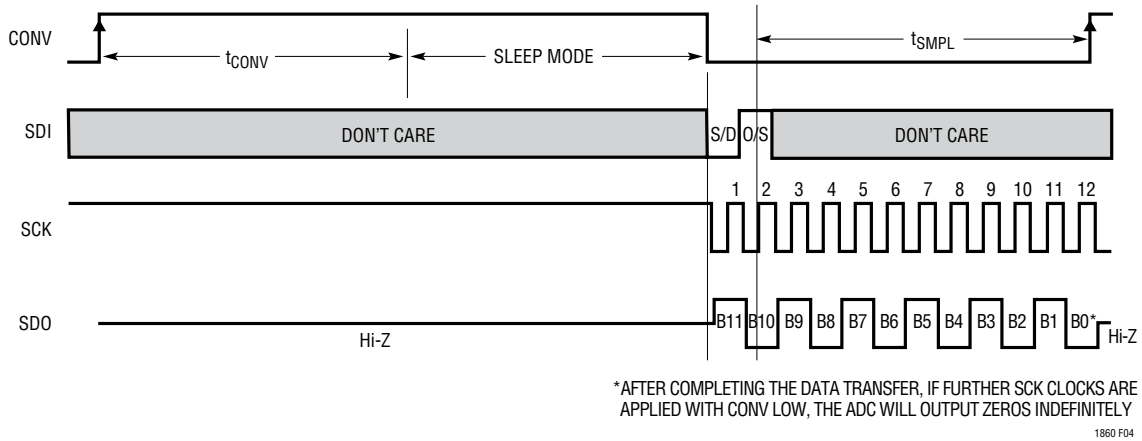 CONV
tCONV
SLEEP MODE
tSMPL
SDI
DON'T CARE
S/D
O/S
DON'T CARE
SCK
1 2 3 4 5 6 7 8 9 10 11 12
SDO
Hi-Z
B11 B10 B9 B8 B7 B6 B5 B4 B3 B2 B1 B0*
Hi-Z
*AFTER COMPLETING THE DATA TRANSFER, IF FURTHER SCK CLOCKS ARE
APPLIED WITH CONV LOW, THE ADC WILL OUTPUT ZEROS INDEFINITELY
1860 F04